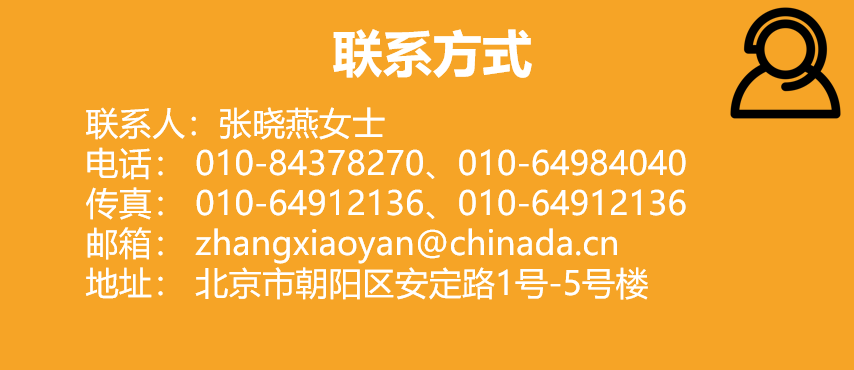 联系方式
联系人：张晓燕女士
电话： 010-84378270、010-64984040
传真： 010-64912136、010-64912136
邮箱： zhangxiaoyan@chinada.cn
地址： 北京市朝阳区安定路1号-5号楼